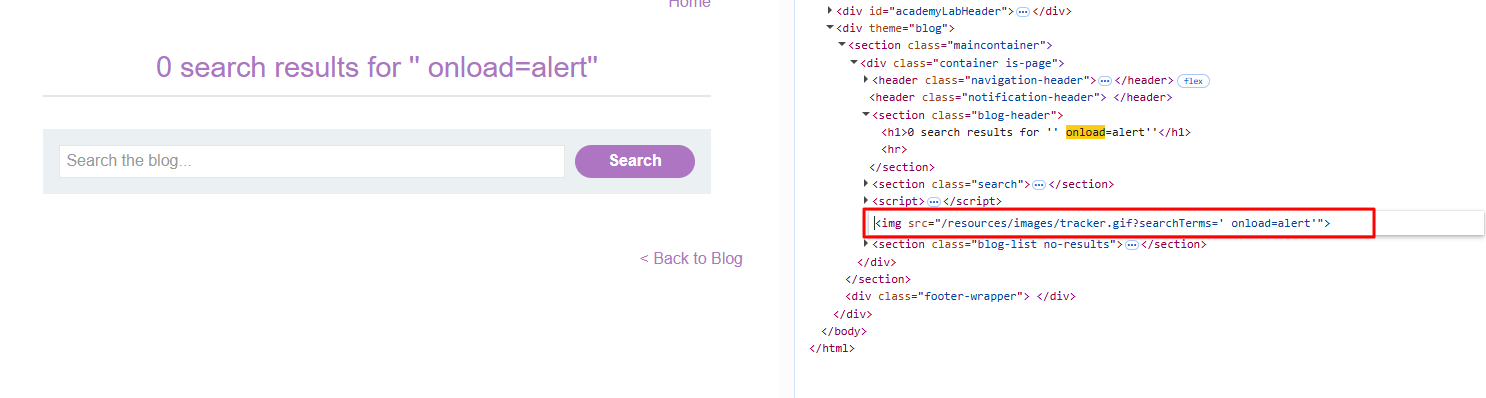 Home
0 search results for '' onload=alert''
Search the blog...
Search
< Back to Blog
<div id="academyLabHeader"> ⋯ </div>
<div theme="blog">
<section class="maincontainer">
<div class="container is-page">
<header class="navigation-header"> ⋯ </header> flex
<header class="notification-header"> </header>
<section class="blog-header">
<h1>0 search results for '' onload=alert''</h1>
<hr>
</section>
<section class="search"> ⋯ </section>
<script> ⋯ </script>
<img src="/resources/images/tracker.gif?searchTerms=' onload=alert'">
<section class="blog-list no-results"> ⋯ </section>
</div>
</section>
<div class="footer-wrapper"> </div>
</div>
</body>
</html>